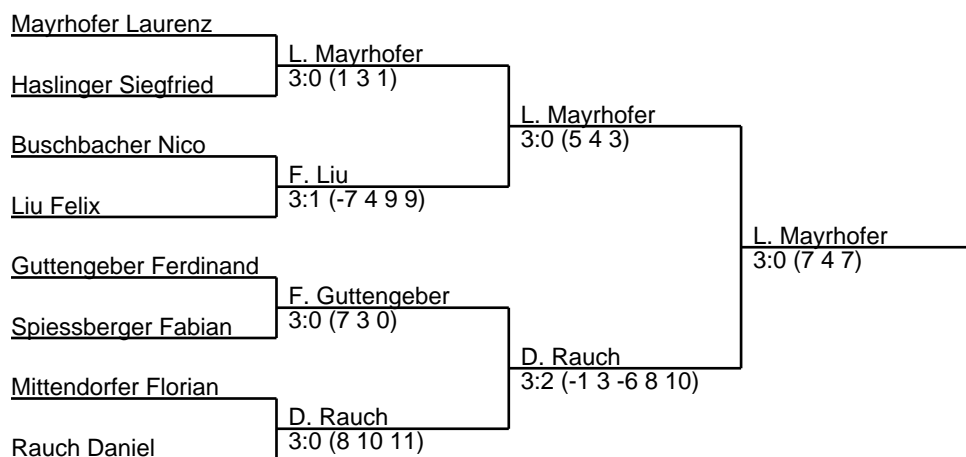 Mayrhofer Laurenz
L. Mayrhofer
3:0 (1 3 1)
Haslinger Siegfried
L. Mayrhofer
3:0 (5 4 3)
Buschbacher Nico
F. Liu
3:1 (-7 4 9 9)
Liu Felix
L. Mayrhofer
3:0 (7 4 7)
Guttengeber Ferdinand
F. Guttengeber
3:0 (7 3 0)
Spiessberger Fabian
D. Rauch
3:2 (-1 3 -6 8 10)
Mittendorfer Florian
D. Rauch
3:0 (8 10 11)
Rauch Daniel